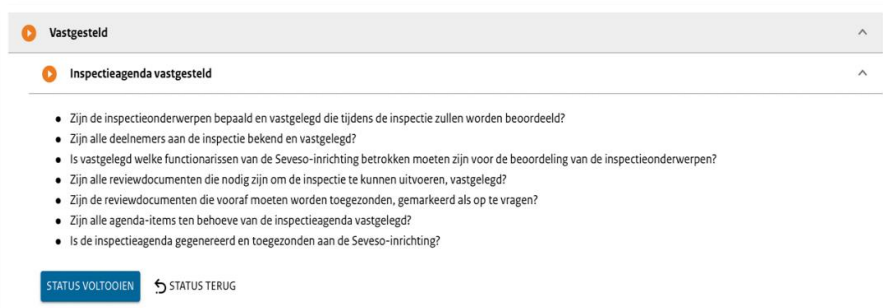 Vastgesteld
Inspectieagenda vastgesteld
Zijn de inspectieonderwerpen bepaald en vastgelegd die tijdens de inspectie zullen worden beoordeeld?
Zijn alle deelnemers aan de inspectie bekend en vastgelegd?
Is vastgelegd welke functionarissen van de Seveso-inrichting betrokken moeten zijn voor de beoordeling van de inspectieonderwerpen?
Zijn alle reviewdocumenten die nodig zijn om de inspectie te kunnen uitvoeren, vastgelegd?
Zijn de reviewdocumenten die vooraf moeten worden toegezonden, gemarkeerd als op te vragen?
Zijn alle agenda-items ten behoeve van de inspectieagenda vastgelegd?
Is de inspectieagenda gegenereerd en toegezonden aan de Seveso-inrichting?
STATUS VOLTOOIEN STATUS TERUG